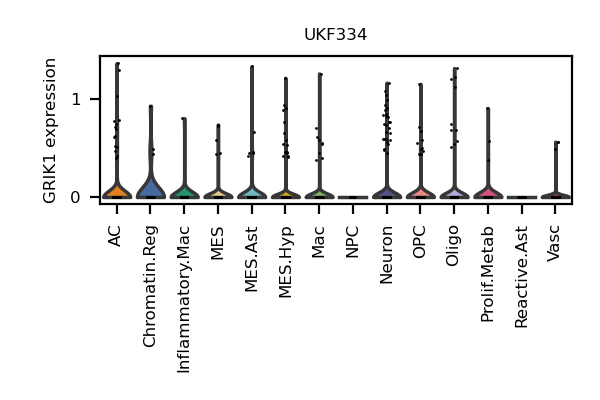 UKF334
GRIK1 expression
1
0
AC
Chromatin.Reg
Inflammatory.Mac
MES
MES.Ast
MES.Hyp
Mac
NPC
Neuron
OPC
Oligo
Prolif.Metab
Reactive.Ast
Vasc